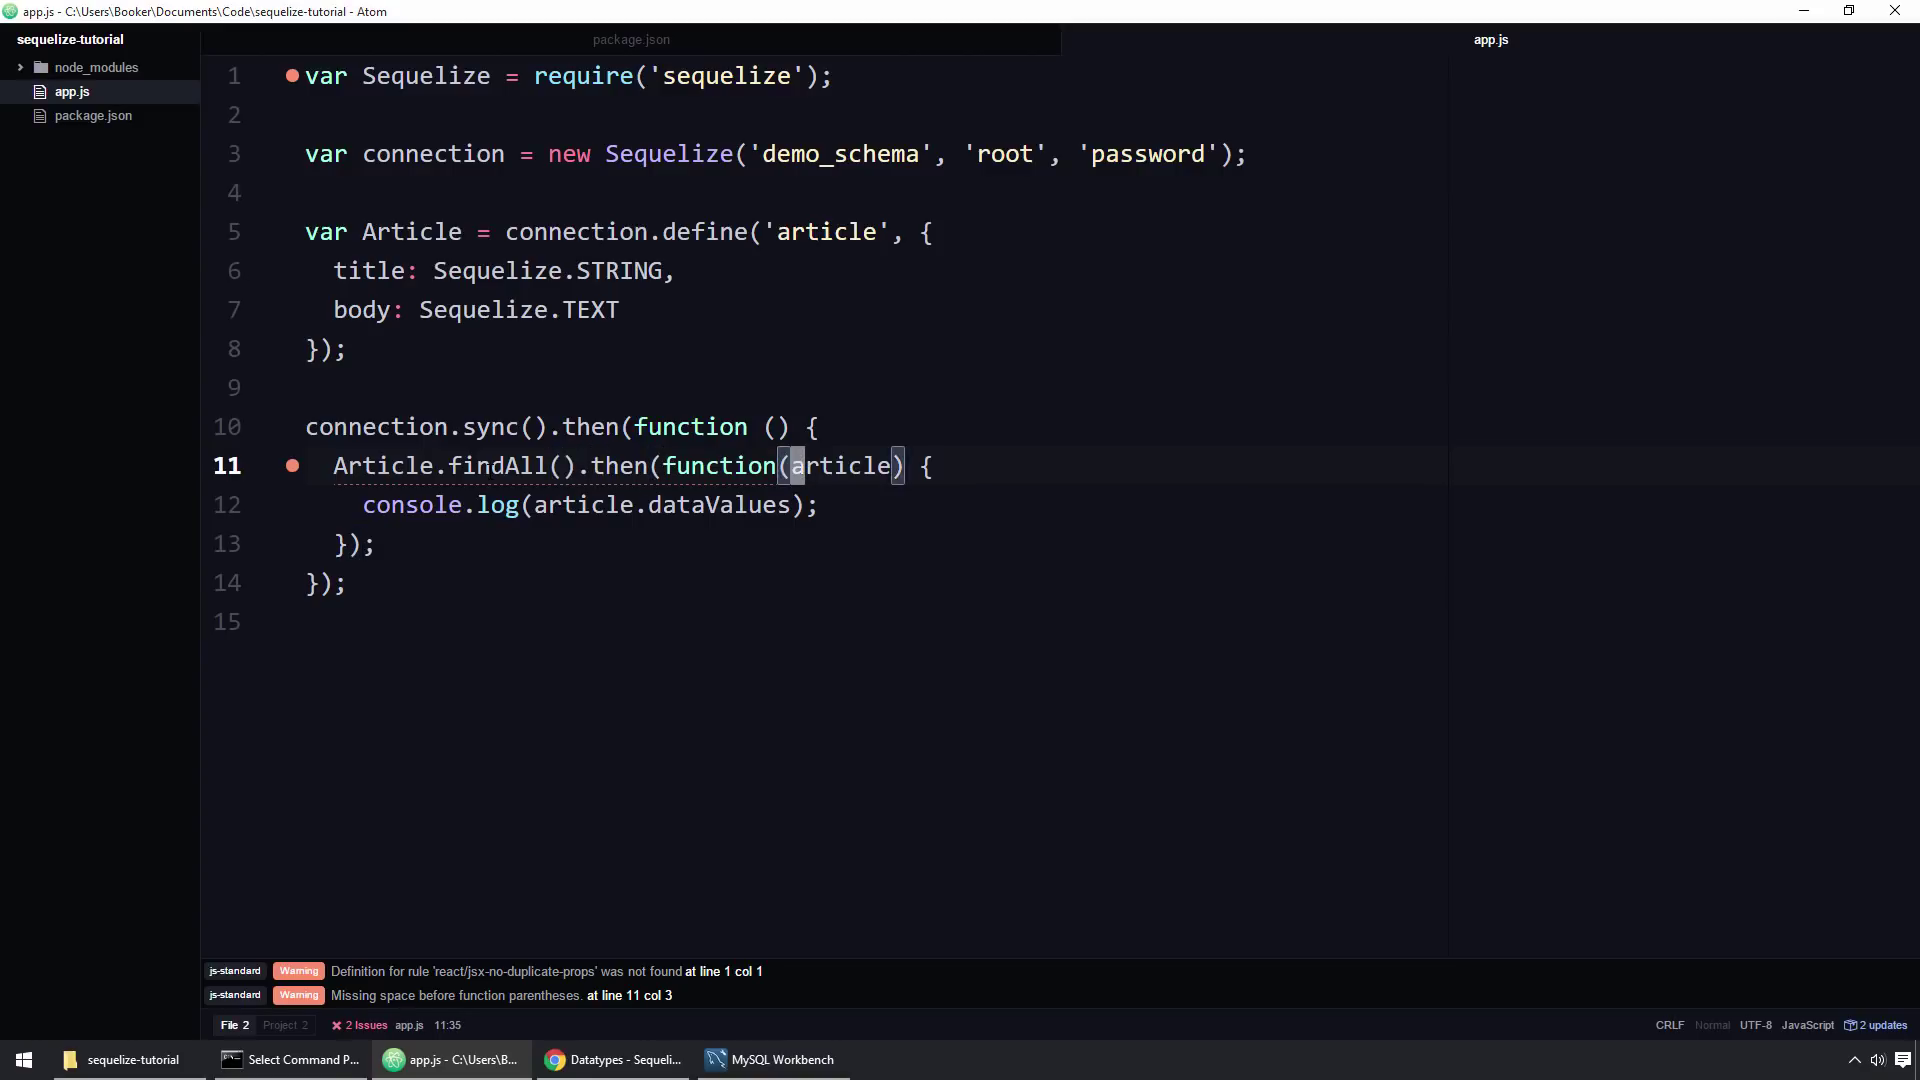 app.js - C:\Users\Booker\Documents\Code\sequelize-tutorial - Atom
sequelize-tutorial
node_modules
app.js
package.json
package.json
app.js
1 var Sequelize = require('sequelize');
2
3 var connection = new Sequelize('demo_schema', 'root', 'password');
4
5 var Article = connection.define('article', {
6 title: Sequelize.STRING,
7 body: Sequelize.TEXT
8 });
9
10 connection.sync().then(function () {
11 Article.findAll().then(function(article) {
12 console.log(article.dataValues);
13 });
14 });
15
js-standard Warning Definition for rule 'react/jsx-no-duplicate-props' was not found at line 1 col 1
js-standard Warning Missing space before function parentheses. at line 11 col 3
File 2 Project 2 2 Issues app.js 11:35 CRLF Normal UTF-8 JavaScript 2 updates
sequelize-tutorial Select Command P... app.js - C:\Users\B... Datatypes - Sequeli... MySQL Workbench